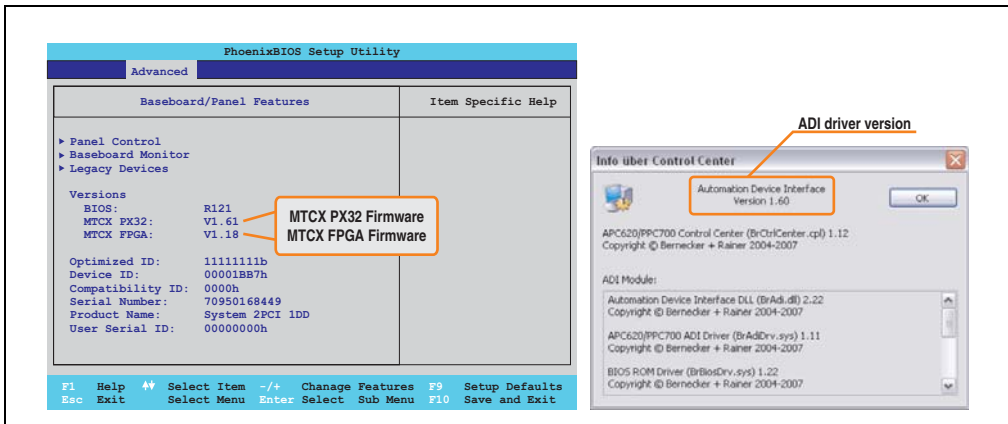 PhoenixBIOS Setup Utility
Advanced
Baseboard/Panel Features
Item Specific Help
Panel Control
Baseboard Monitor
Legacy Devices
Versions
BIOS: R121
MTCX PX32: V1.61
MTCX FPGA: V1.18
MTCX PX32 Firmware
MTCX FPGA Firmware
Optimized ID: 11111111b
Device ID: 00001BB7h
Compatibility ID: 0000h
Serial Number: 70950168449
Product Name: System 2PCI 1DD
User Serial ID: 00000000h
F1 Help Select Item -/+ Chanage Features F9 Setup Defaults
Esc Exit Select Menu Enter Select Sub Menu F10 Save and Exit
ADI driver version
Info über Control Center
Automation Device Interface
Version 1.60
OK
APC620/PPC700 Control Center (BrCtrlCenter.cpl) 1.12
Copyright © Bernecker + Rainer 2004-2007
ADI Module:
Automation Device Interface DLL (BrAdi.dll) 2.22
Copyright © Bernecker + Rainer 2004-2007
APC620/PPC700 ADI Driver (BrAdiDrv.sys) 1.11
Copyright © Bernecker + Rainer 2004-2007
BIOS ROM Driver (BrBiosDrv.sys) 1.22
Copyright © Bernecker + Rainer 2004-2007